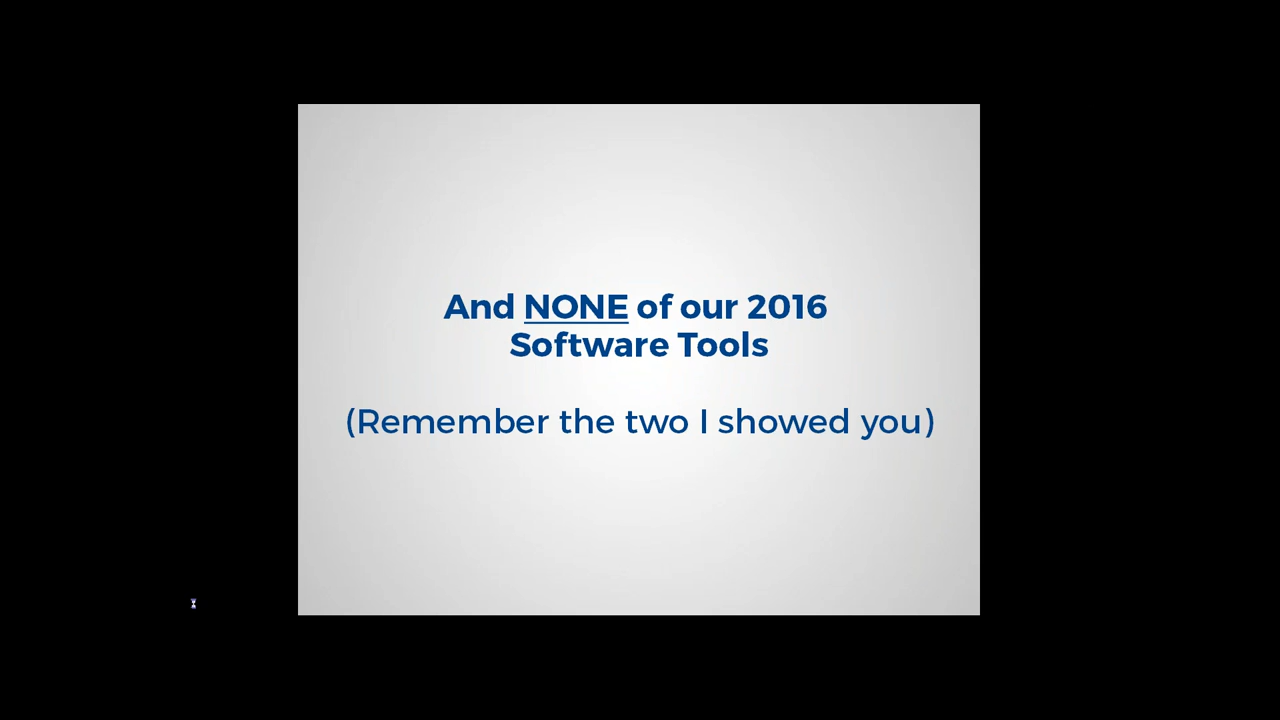 And NONE of our 2016
Software Tools
(Remember the two I showed you)